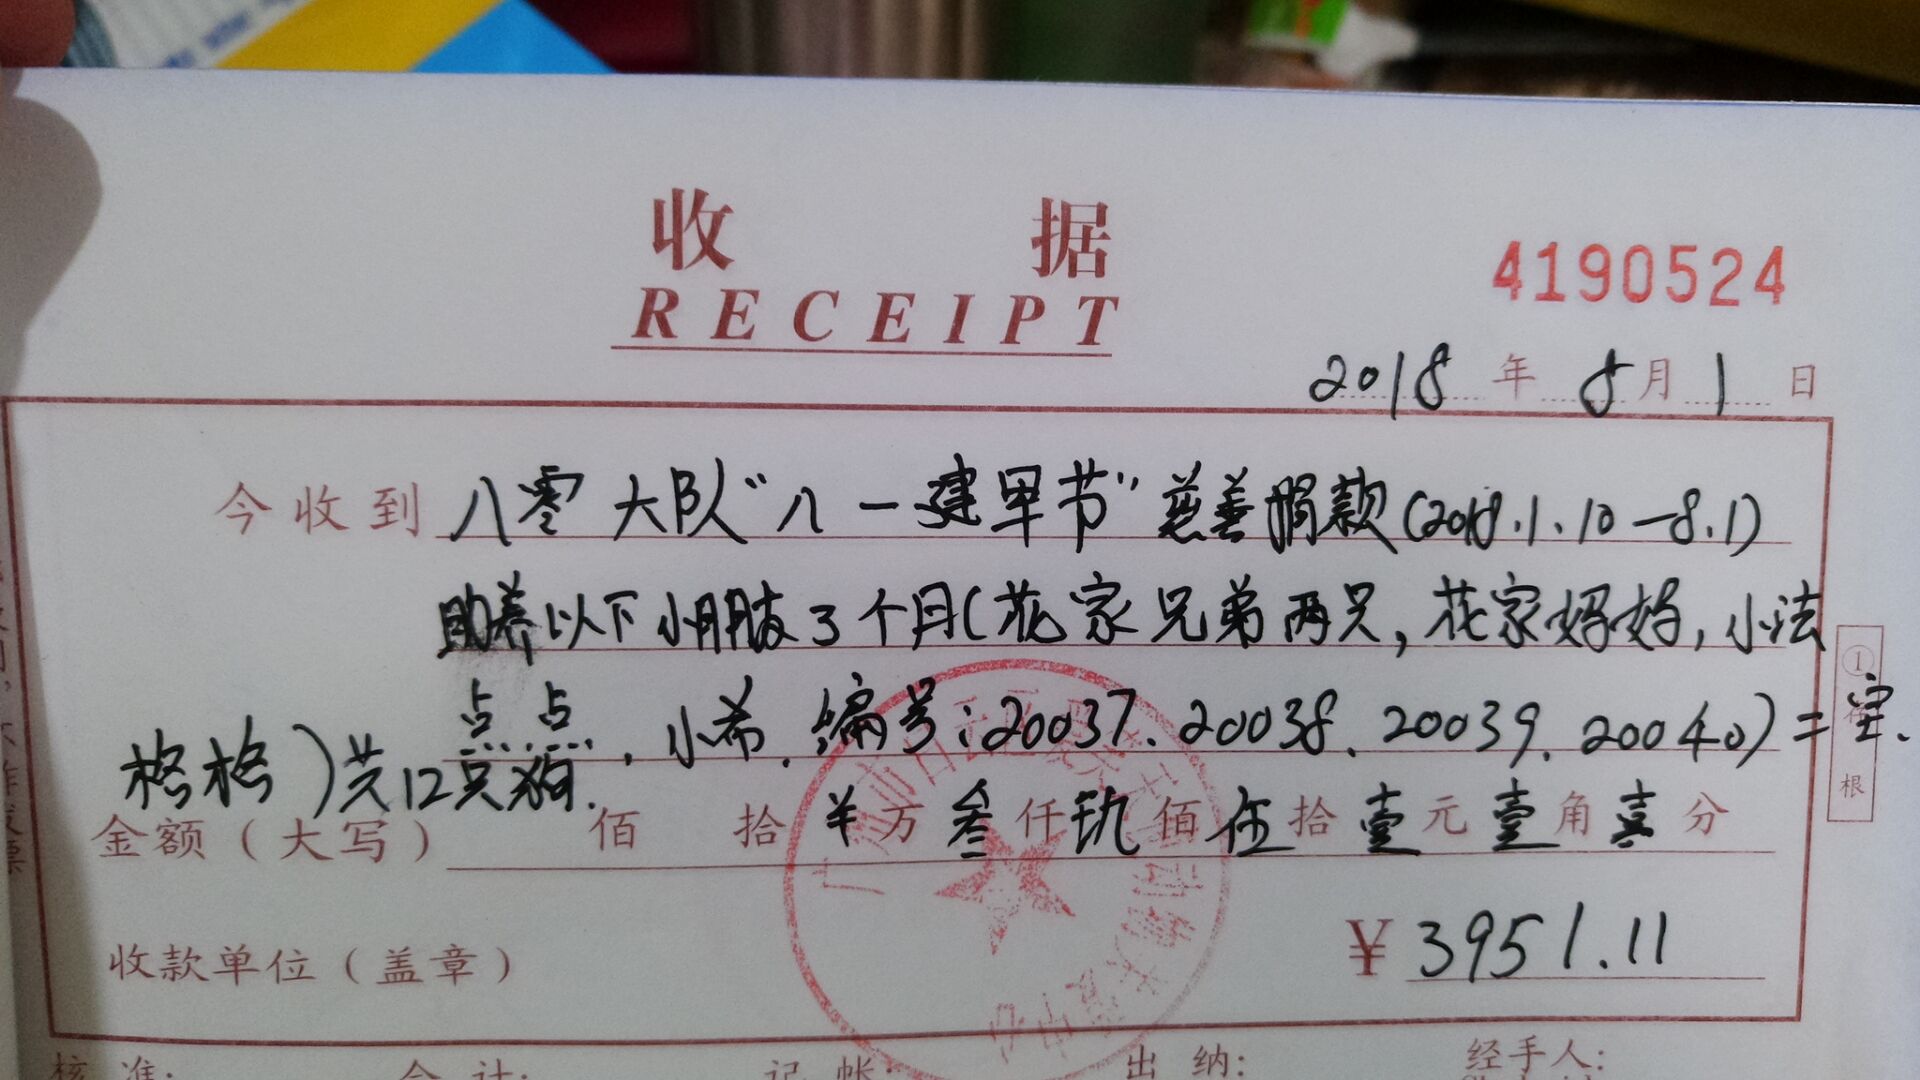 收 据
RECEIPT
4190524
2018 年 8 月 1 日
今收到 八零大队“八一建军节”慈善捐款(2018.1.10-8.1)
助养以下小朋友3个月(花家兄弟两只,花家妈妈,小法
点点,小希.编号:20037.20038.20039.20040)二宝.
格格)共12只狗.
金额(大写) 佰 拾 ¥ 万 叁 仟 玖 佰 伍 拾 壹 元 壹 角 壹 分
收款单位(盖章) ¥ 3951.11
①
根
核 准: 会 计: 记 帐: 出 纳: 经手人: